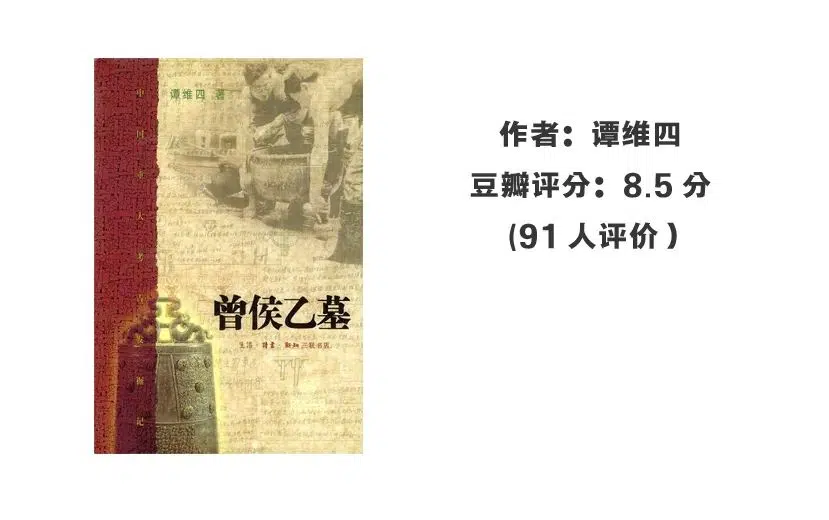 谭维四 著
中国重大考古发掘记
曾侯乙墓
生活·读书·新知三联书店
作者：谭维四
豆瓣评分：8.5 分
(91 人评价）